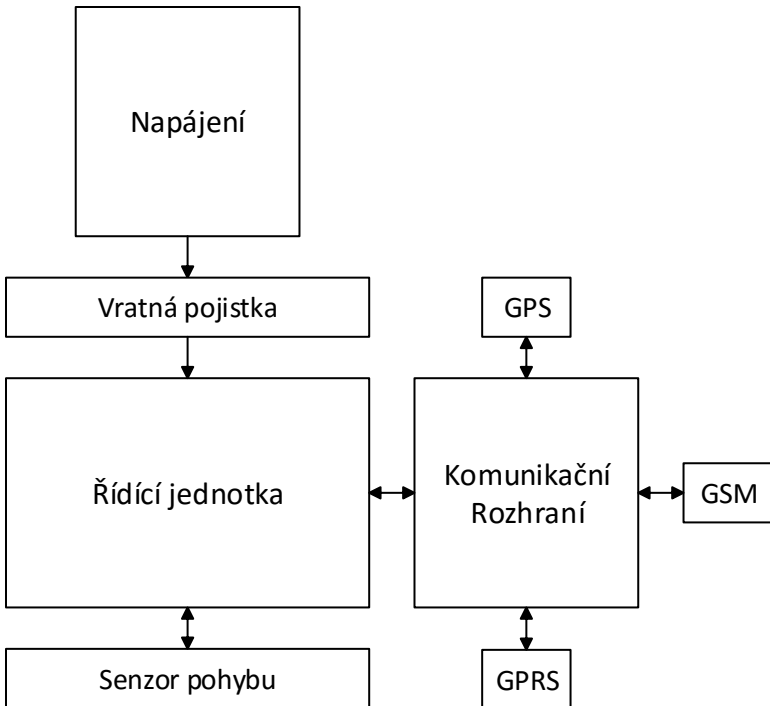 Napájení
Vratná pojistka
GPS
Řídící jednotka
Komunikační
Rozhraní
GSM
Senzor pohybu
GPRS